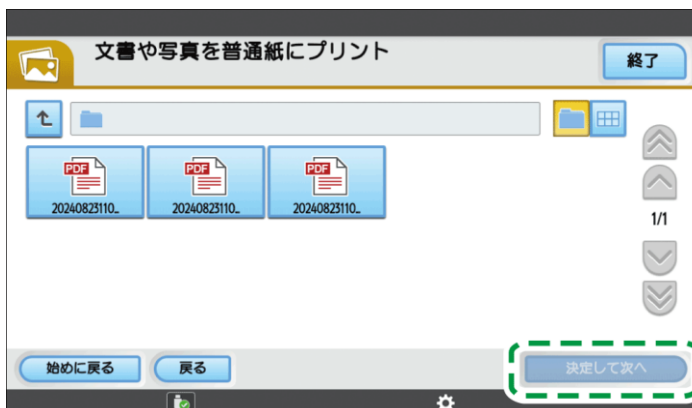 文書や写真を普通紙にプリント
終了
PDF PDF PDF
20240823110_ 20240823110_ 20240823110_
1/1
始めに戻る 戻る 決定して次へ